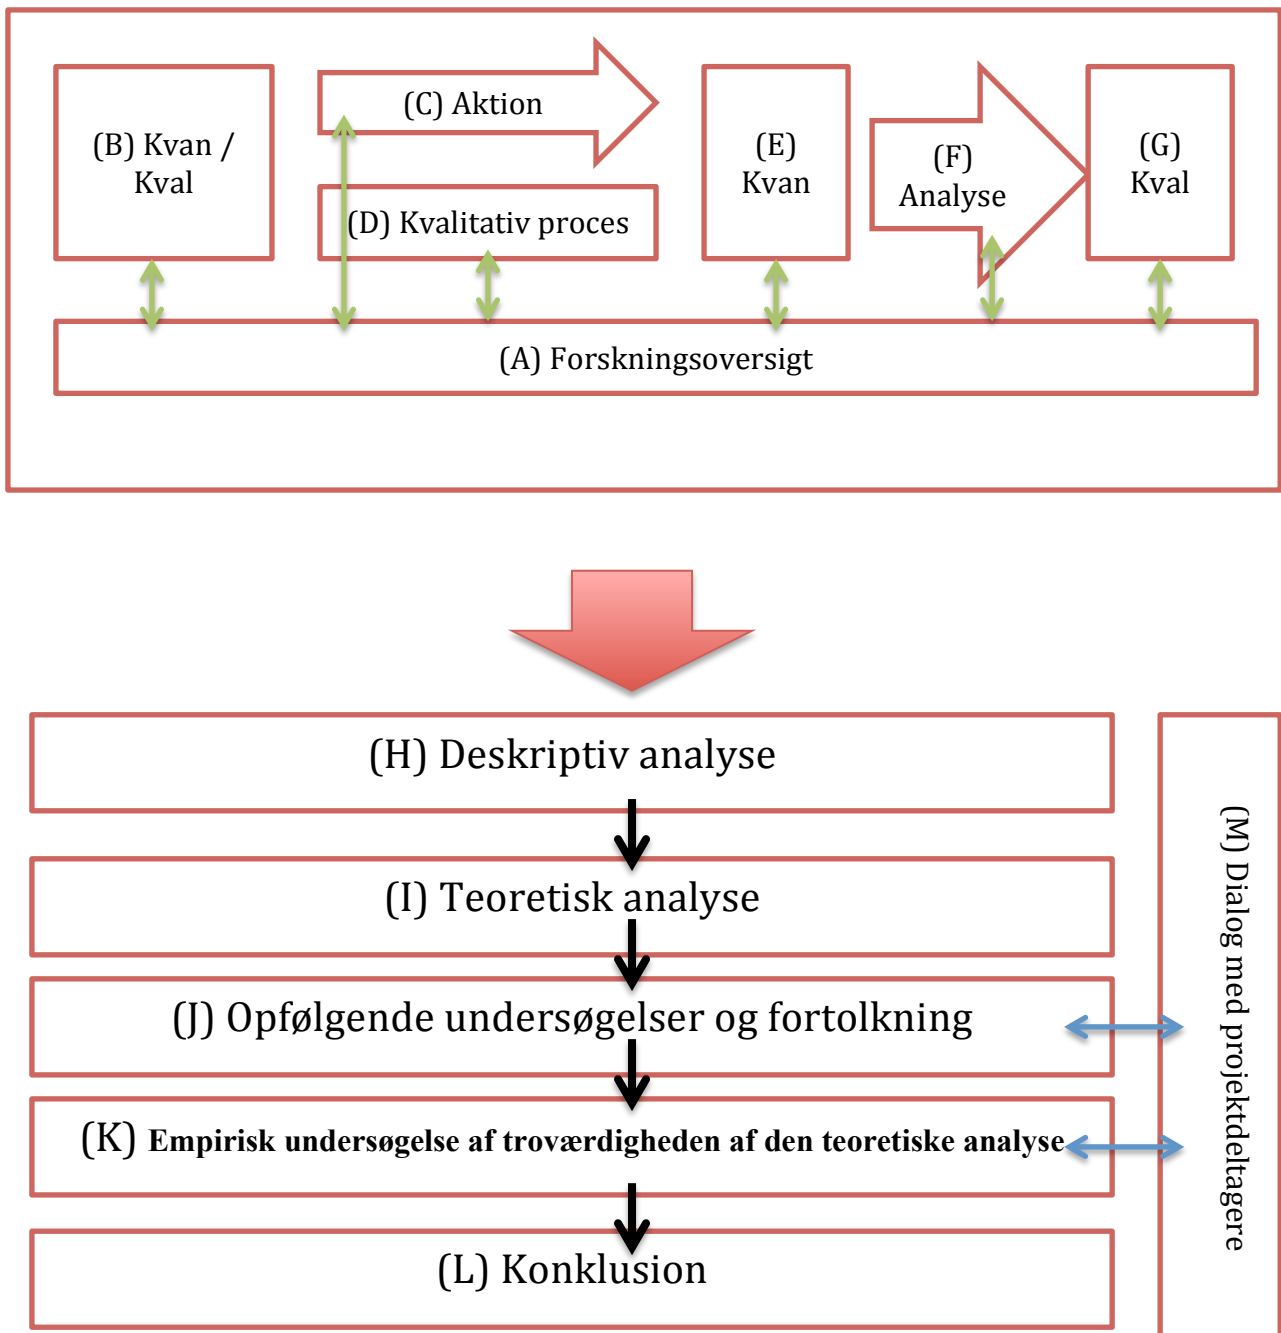 (B) Kvan /
Kval
(C) Aktion
(D) Kvalitativ proces
(E)
Kvan
(F)
Analyse
(G)
Kval
(A) Forskningsoversigt
(H) Deskriptiv analyse
(I) Teoretisk analyse
(J) Opfølgende undersøgelser og fortolkning
(K) Empirisk undersøgelse af troværdigheden af den teoretiske analyse
(L) Konklusion
(M) Dialog med projektdeltagere